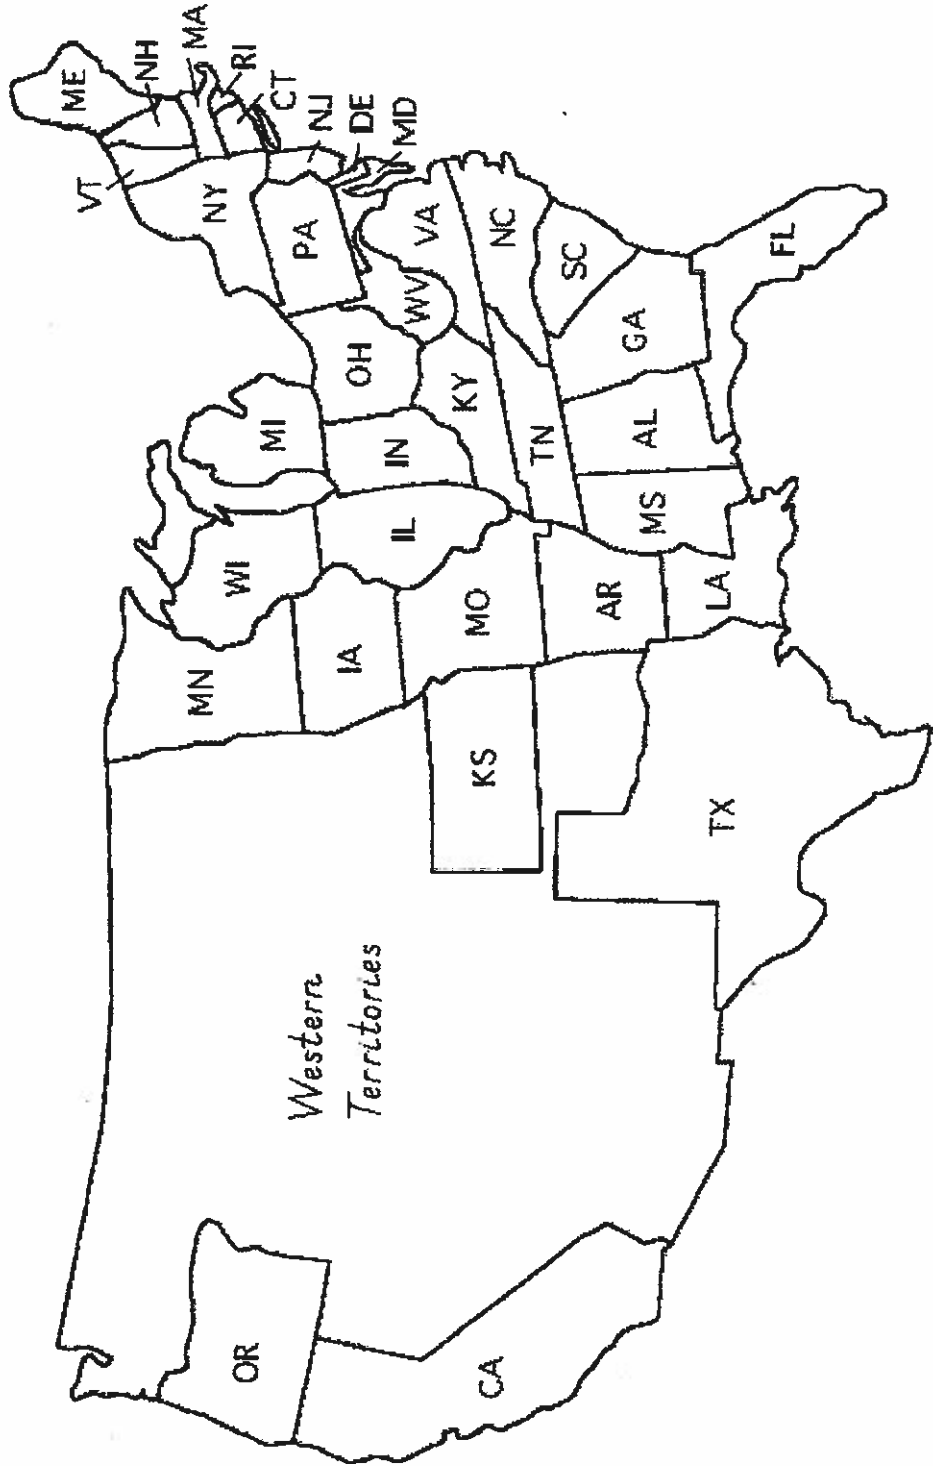 ME
NH
MA
RI
CT
NJ
DE
MD
VT
NY
PA
VA
WV
NC
SC
FL
GA
OH
KY
TN
AL
MI
IN
IL
MS
WI
MO
AR
LA
IA
MN
KS
TX
Western
Territories
OR
CA